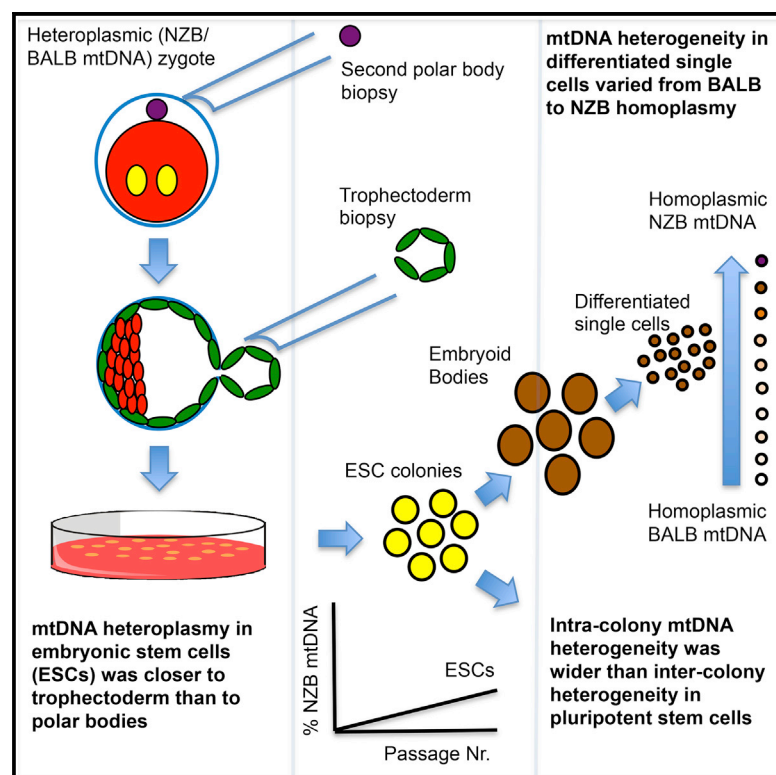 Heteroplasmic (NZB/
BALB mtDNA) zygote
Second polar body
biopsy
Trophectoderm
biopsy
mtDNA heterogeneity in
differentiated single
cells varied from BALB
to NZB homoplasmy
Homoplasmic
NZB mtDNA
Differentiated
single cells
Embryoid
Bodies
ESC colonies
Homoplasmic
BALB mtDNA
mtDNA heteroplasmy in
embryonic stem cells
(ESCs) was closer to
trophectoderm than to
polar bodies
% NZB mtDNA
ESCs
Passage Nr.
Intra-colony mtDNA
heterogeneity was
wider than inter-colony
heterogeneity in
pluripotent stem cells